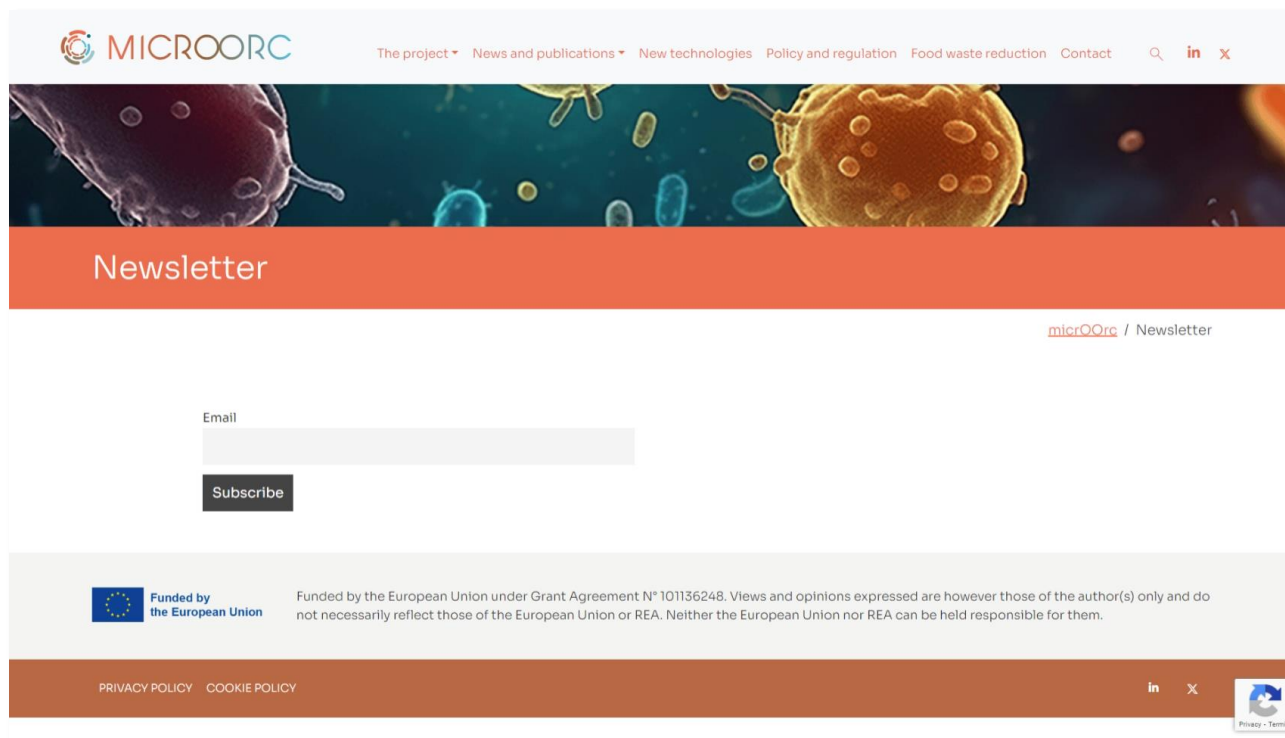 MICROORC
The project News and publications New technologies Policy and regulation Food waste reduction Contact in X
Newsletter
micrOOrc / Newsletter
Email
Subscribe
Funded by
the European Union
Funded by the European Union under Grant Agreement N° 101136248. Views and opinions expressed are however those of the author(s) only and do
not necessarily reflect those of the European Union or REA. Neither the European Union nor REA can be held responsible for them.
PRIVACY POLICY COOKIE POLICY in X
Privacy - Termi